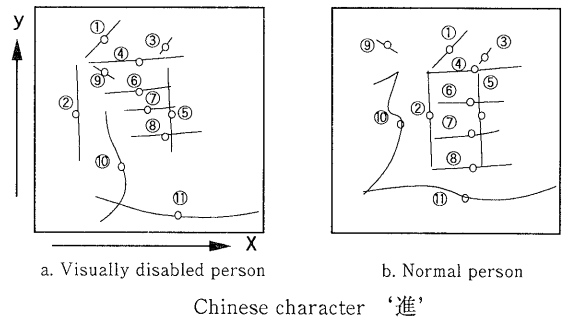 y
① ③ ④ ⑨ ⑥ ② ⑦ ⑤ ⑧ ⑩ ⑪
⑨ ① ③ ④ ⑥ ⑤ ② ⑩ ⑦ ⑧ ⑪
X
a. Visually disabled person
b. Normal person
Chinese character '進'